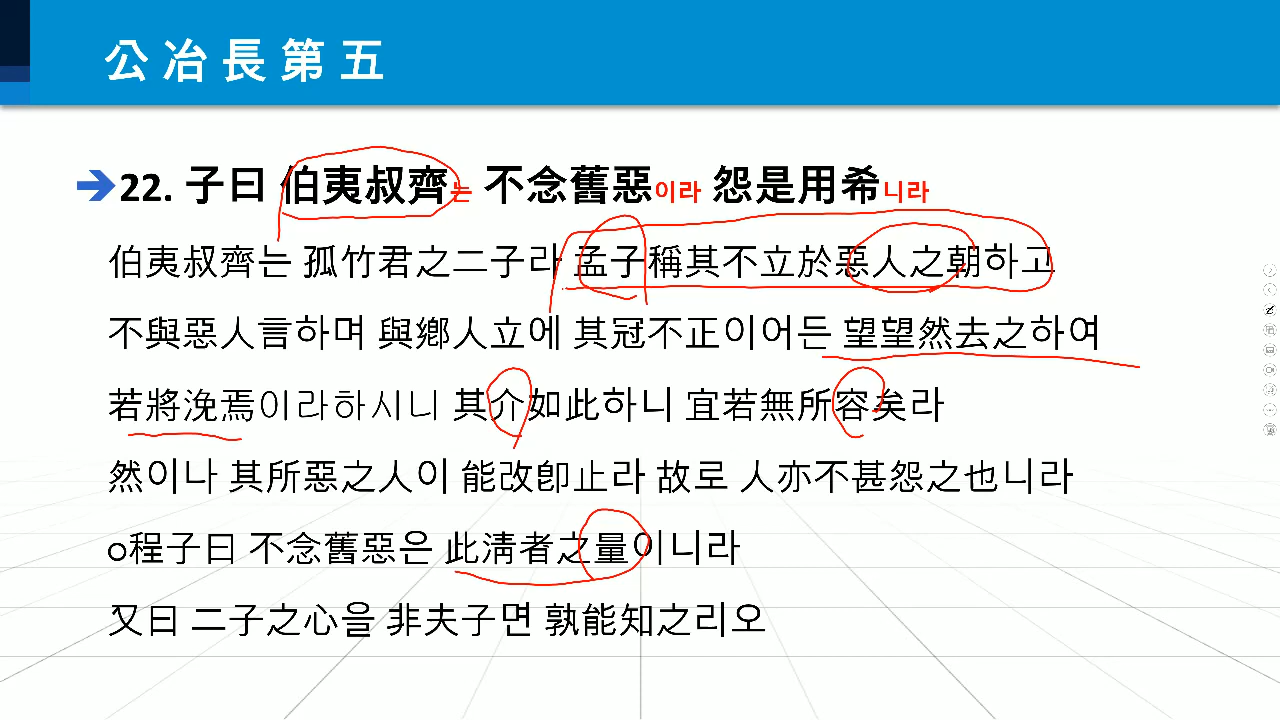 公冶長第五
22. 子曰 伯夷叔齊는 不念舊惡이라 怨是用希니라
伯夷叔齊는 孤竹君之二子라 孟子稱其不立於惡人之朝하고
不與惡人言하며 與鄕人立에 其冠不正이어든 望望然去之하여
若將浼焉이라하시니 其介如此하니 宜若無所容矣라
然이나 其所惡之人이 能改卽止라 故로 人亦不甚怨之也니라
o程子曰 不念舊惡은 此淸者之量이니라
又曰 二子之心을 非夫子면 孰能知之리오